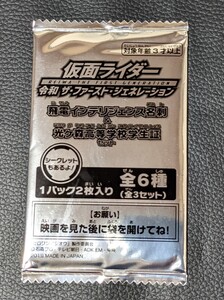 対象年齢3才以上
仮面ライダー
REIWA THE FIRST GENERATION
令和 ザ・ファースト・ジェネレーション
飛電インテリジェンス名刺
&
光ヶ森高等学校学生証
シークレット
もあるよ!
1パック2枚入り
全6種
(全3セット)
【お願い】
映画を見た後に袋を開けてね!
2019 MADE IN JAPAN